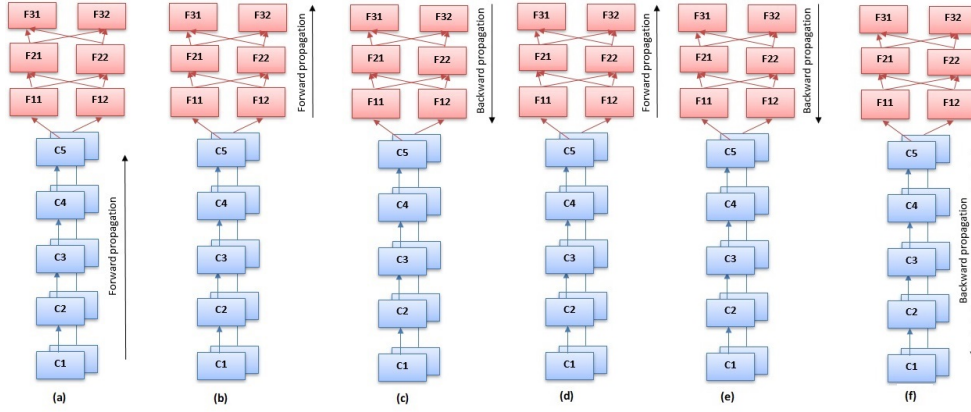 F31 F32 F31 F32 F31 F32 F31 F32 F31 F32 F31 F32
F21 F22 F21 F22 F21 F22 F21 F22 F21 F22 F21 F22
F11 F12 F11 F12 F11 F12 F11 F12 F11 F12 F11 F12
Forward propagation
Backward propagation
Forward propagation
Backward propagation
C5 C5 C5 C5 C5 C5
C4 C4 C4 C4 C4 C4
C3 C3 C3 C3 C3 C3
C2 C2 C2 C2 C2 C2
C1 C1 C1 C1 C1 C1
Forward propagation
Backward propagation
(a) (b) (c) (d) (e) (f)